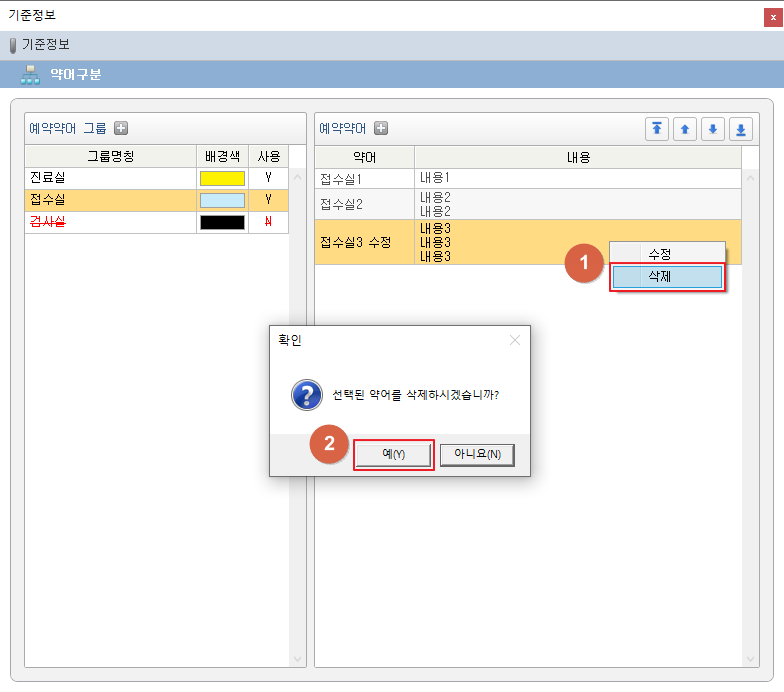 기준정보
기준정보
약어구분
예약약어 그룹
그룹명칭 배경색 사용
진료실 Y
접수실 Y
검사실 N
예약약어
약어 내용
접수실1 내용1
접수실2 내용2
내용2
접수실3 수정 내용3
내용3
내용3
1
수정
삭제
확인
선택된 약어를 삭제하시겠습니까?
2
예(Y) 아니요(N)